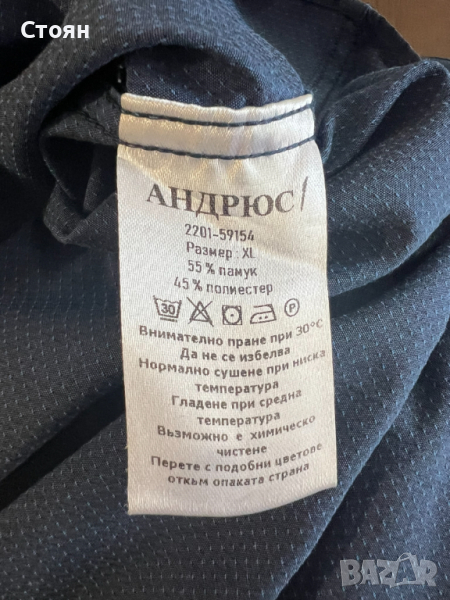 Стоян
АНДРЮС
2201-59154
Размер: XL
55% памук
45% полиестер
30 P
Внимателно пране при 30°C
Да не се избелва
Нормално сушене при ниска
температура
Гладене при средна
температура
Възможно е химическо
чистене
Перете с подобни цветове
откъм опаката страна
BAZAR